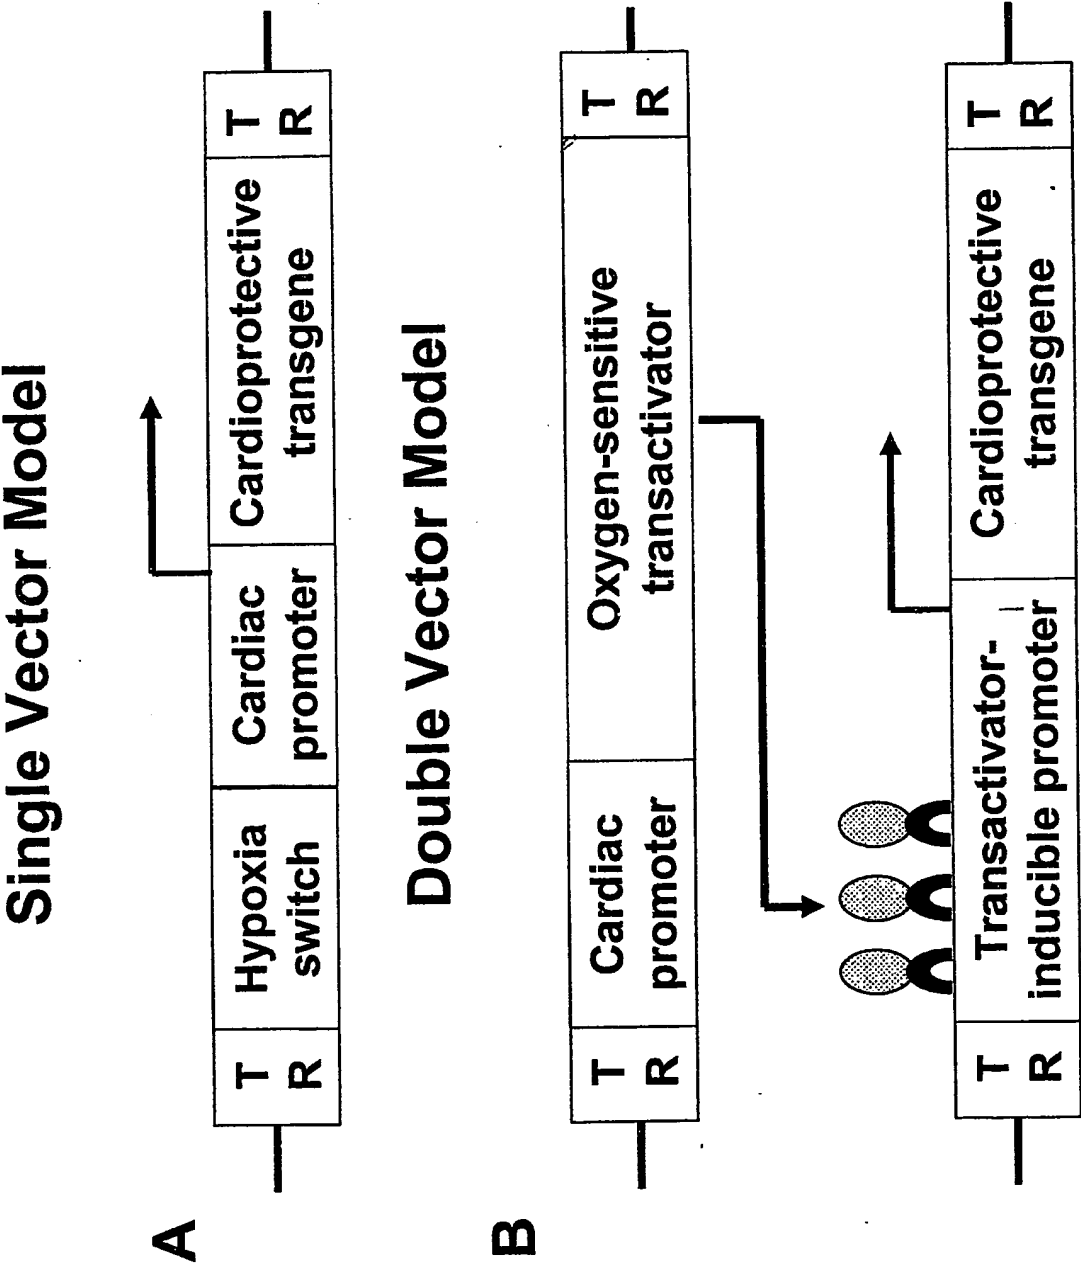 Single Vector Model
A
T
R
Hypoxia
switch
Cardiac
promoter
Cardioprotective
transgene
T
R
Double Vector Model
B
T
R
Cardiac
promoter
Oxygen-sensitive
transactivator
T
R
T
R
Transactivator-
inducible promoter
Cardioprotective
transgene
T
R